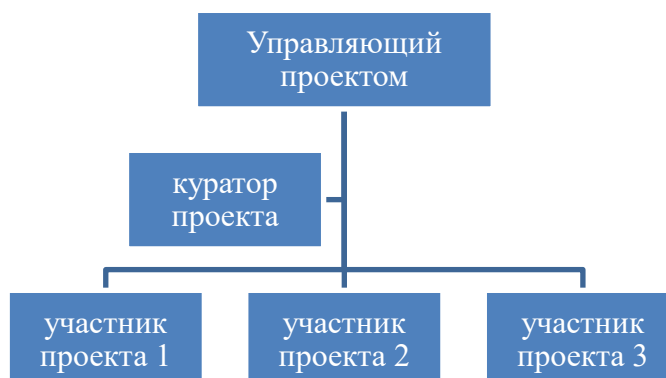 Управляющий
проектом
куратор
проекта
участник
проекта 1
участник
проекта 2
участник
проекта 3